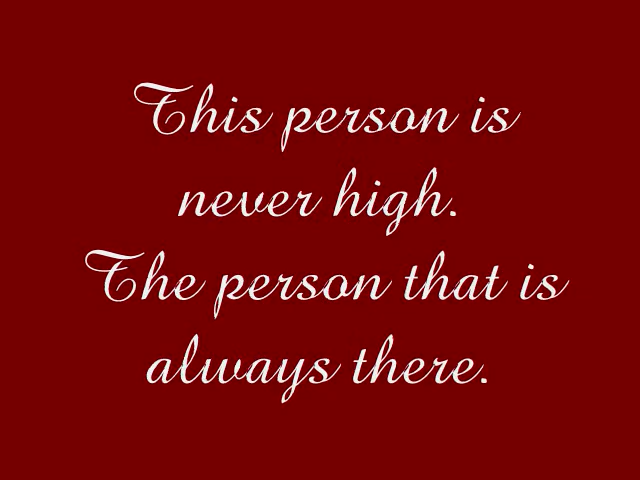 This person is
never high.
The person that is
always there.